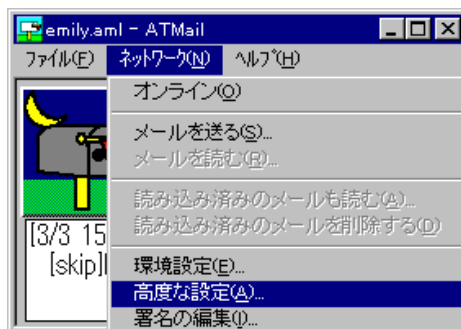 emily.aml - ATMail
ファイル(F) ネットワーク(N) ヘルプ(H)
オンライン(O)
メールを送る(S)...
メールを読む(R)...
読み込み済みのメールも読む(A)...
読み込み済みのメールを削除する(D)
[3/3 15
[skip]
環境設定(E)...
高度な設定(A)...
署名の編集(I)...